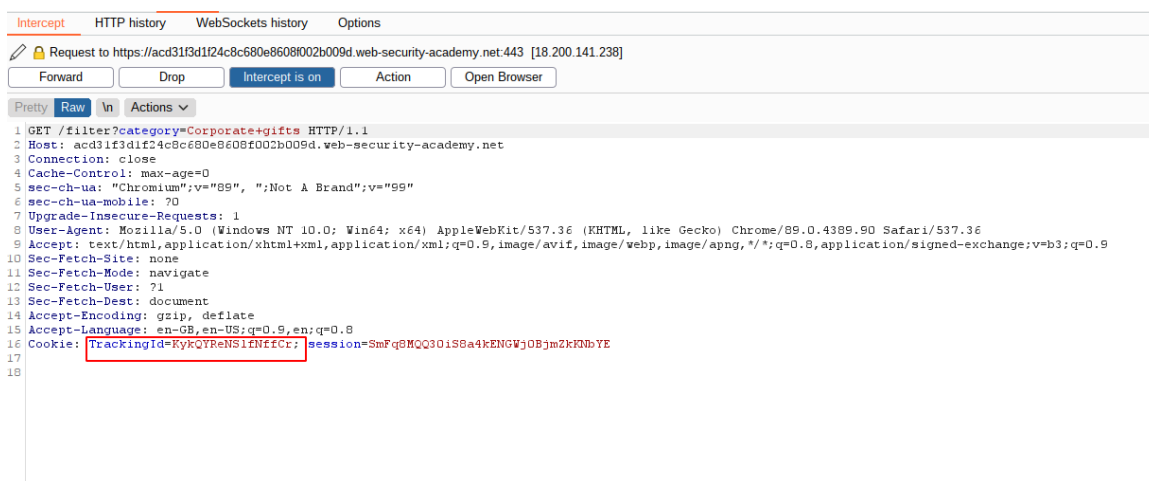 Intercept HTTP history WebSockets history Options
Request to https://acd31f3d1f24c8c680e8608f002b009d.web-security-academy.net:443 [18.200.141.238]
Forward Drop Intercept is on Action Open Browser
Pretty Raw \n Actions
1 GET /filter?category=Corporate+gifts HTTP/1.1
2 Host: acd31f3d1f24c8c680e8608f002b009d.web-security-academy.net
3 Connection: close
4 Cache-Control: max-age=0
5 sec-ch-ua: "Chromium";v="89", ";Not A Brand";v="99"
6 sec-ch-ua-mobile: ?0
7 Upgrade-Insecure-Requests: 1
8 User-Agent: Mozilla/5.0 (Windows NT 10.0; Win64; x64) AppleWebKit/537.36 (KHTML, like Gecko) Chrome/89.0.4389.90 Safari/537.36
9 Accept: text/html,application/xhtml+xml,application/xml;q=0.9,image/avif,image/webp,image/apng,*/*;q=0.8,application/signed-exchange;v=b3;q=0.9
10 Sec-Fetch-Site: none
11 Sec-Fetch-Mode: navigate
12 Sec-Fetch-User: ?1
13 Sec-Fetch-Dest: document
14 Accept-Encoding: gzip, deflate
15 Accept-Language: en-GB,en-US;q=0.9,en;q=0.8
16 Cookie: TrackingId=KykQYReNSlfNffCr; session=SmFq8MQQ30iS8a4kENGWjOBjmZkKNbYE
17
18